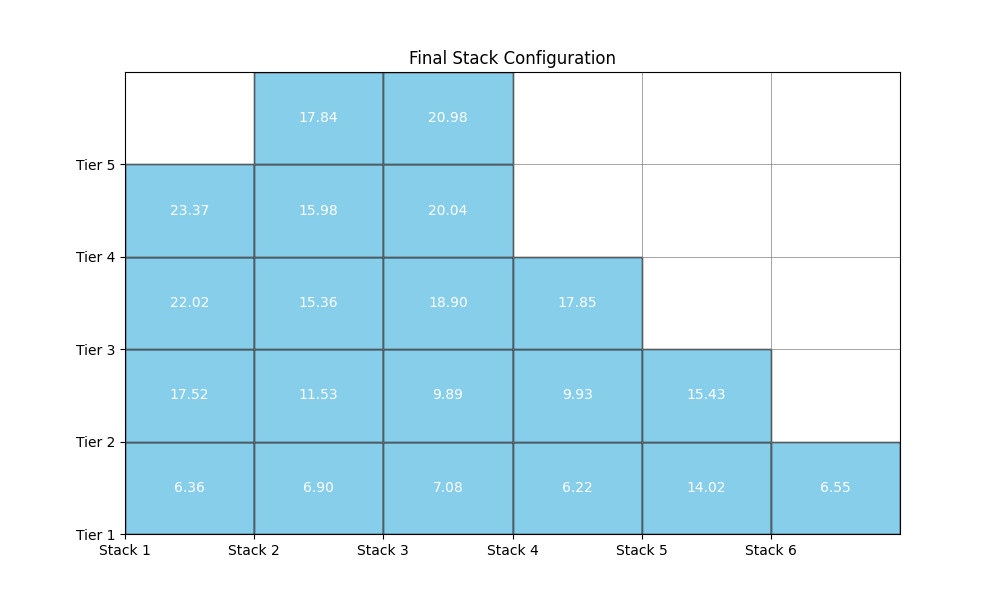 Final Stack Configuration
17.84 20.98
Tier 5
23.37 15.98 20.04
Tier 4
22.02 15.36 18.90 17.85
Tier 3
17.52 11.53 9.89 9.93 15.43
Tier 2
6.36 6.90 7.08 6.22 14.02 6.55
Tier 1
Stack 1 Stack 2 Stack 3 Stack 4 Stack 5 Stack 6